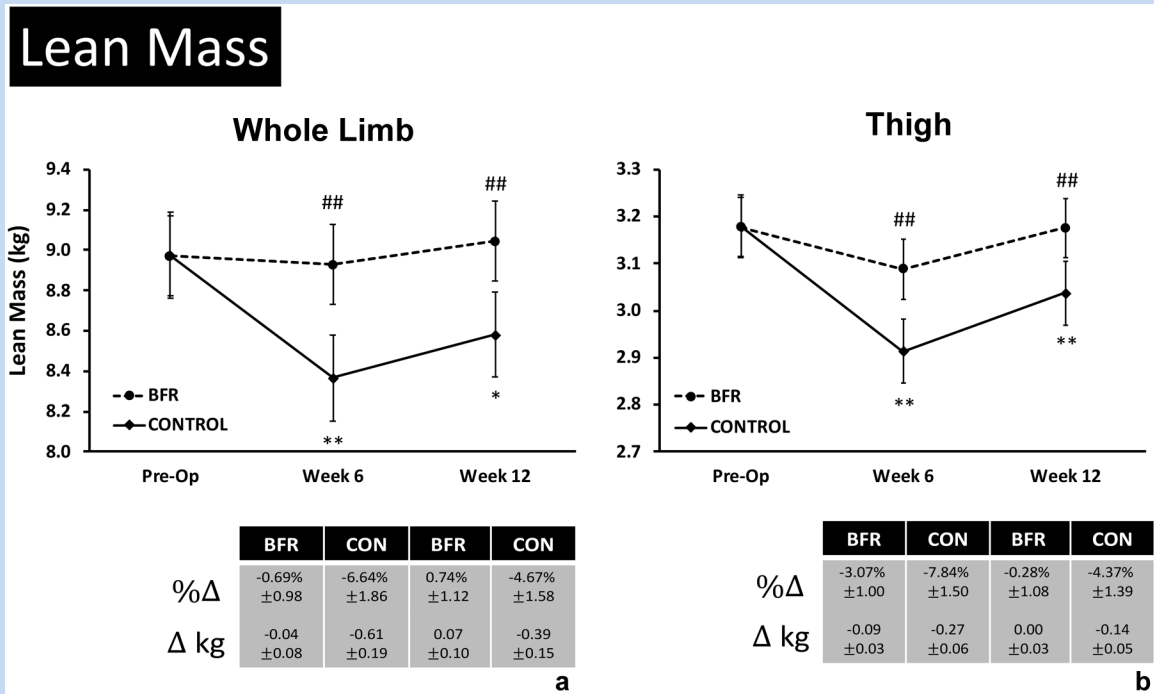 Lean Mass
Whole Limb
Lean Mass (kg)
9.4
9.2
9.0
8.8
8.6
8.4
8.2
8.0
##
##
**
*
BFR
CONTROL
Pre-Op Week 6 Week 12
BFR CON BFR CON
%Δ
-0.69% -6.64% 0.74% -4.67%
±0.98 ±1.86 ±1.12 ±1.58
Δ kg
-0.04 -0.61 0.07 -0.39
±0.08 ±0.19 ±0.10 ±0.15
a
Thigh
3.3
3.2
3.1
3.0
2.9
2.8
2.7
##
##
**
**
BFR
CONTROL
Pre-Op Week 6 Week 12
BFR CON BFR CON
%Δ
-3.07% -7.84% -0.28% -4.37%
±1.00 ±1.50 ±1.08 ±1.39
Δ kg
-0.09 -0.27 0.00 -0.14
±0.03 ±0.06 ±0.03 ±0.05
b